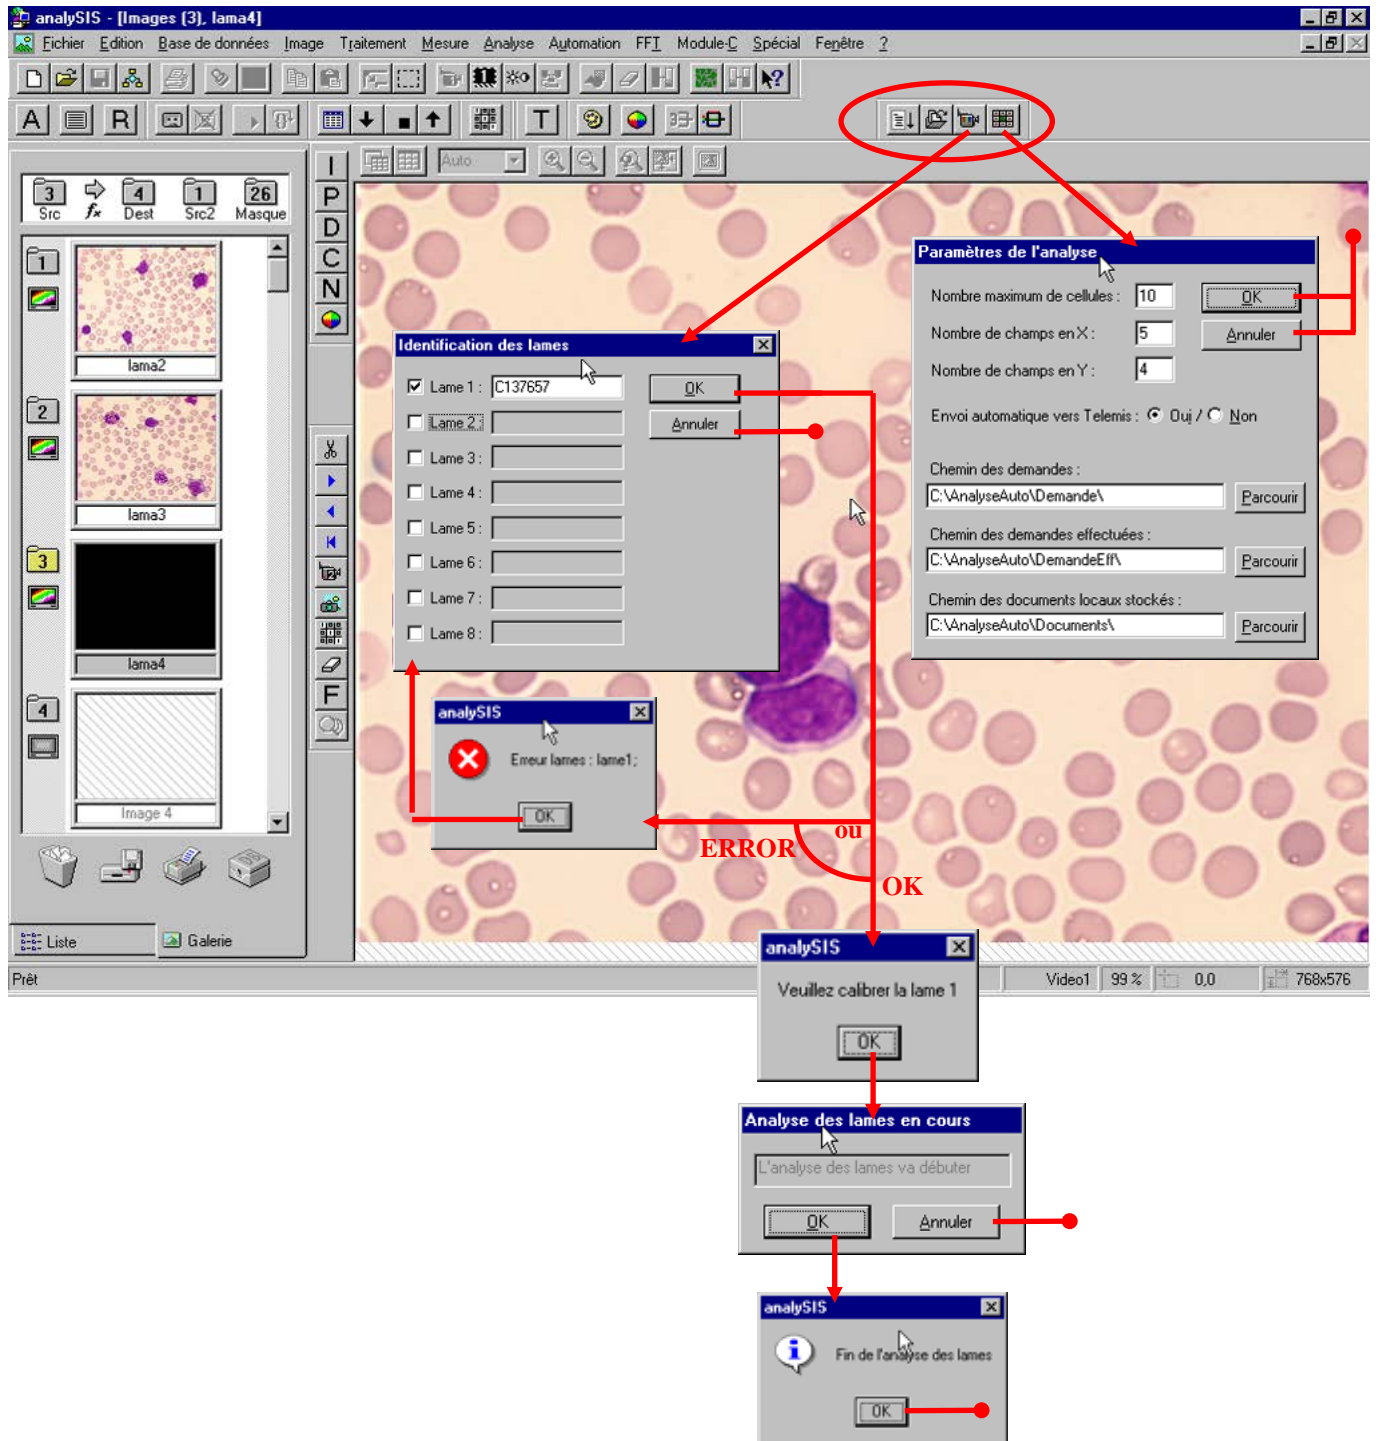 analySIS - [Images (3), lama4]
Fichier Edition Base de données Image Traitement Mesure Analyse Automation FFT Module-C Spécial Fenêtre ?
A R T
Auto
3 4 1 26
Src fx Dest Src2 Masque
I
P
D
C
N
F
1
lama2
2
lama3
3
lama4
4
Image 4
Liste Galerie
Prêt
Video1 99 % 0,0 768x576
Identification des lames
Lame 1 : C137657 OK
Lame 2 : Annuler
Lame 3 :
Lame 4 :
Lame 5 :
Lame 6 :
Lame 7 :
Lame 8 :
Paramètres de l'analyse
Nombre maximum de cellules : 10 OK
Nombre de champs en X : 5 Annuler
Nombre de champs en Y : 4
Envoi automatique vers Telemis : Oui / Non
Chemin des demandes :
C:\AnalyseAuto\Demande\ Parcourir
Chemin des demandes effectuées :
C:\AnalyseAuto\DemandeEff\ Parcourir
Chemin des documents locaux stockés :
C:\AnalyseAuto\Documents\ Parcourir
analySIS
Erreur lames : lame1;
OK
ou
ERROR
OK
analySIS
Veuillez calibrer la lame 1
OK
Analyse des lames en cours
L'analyse des lames va débuter
OK Annuler
analySIS
Fin de l'analyse des lames
OK